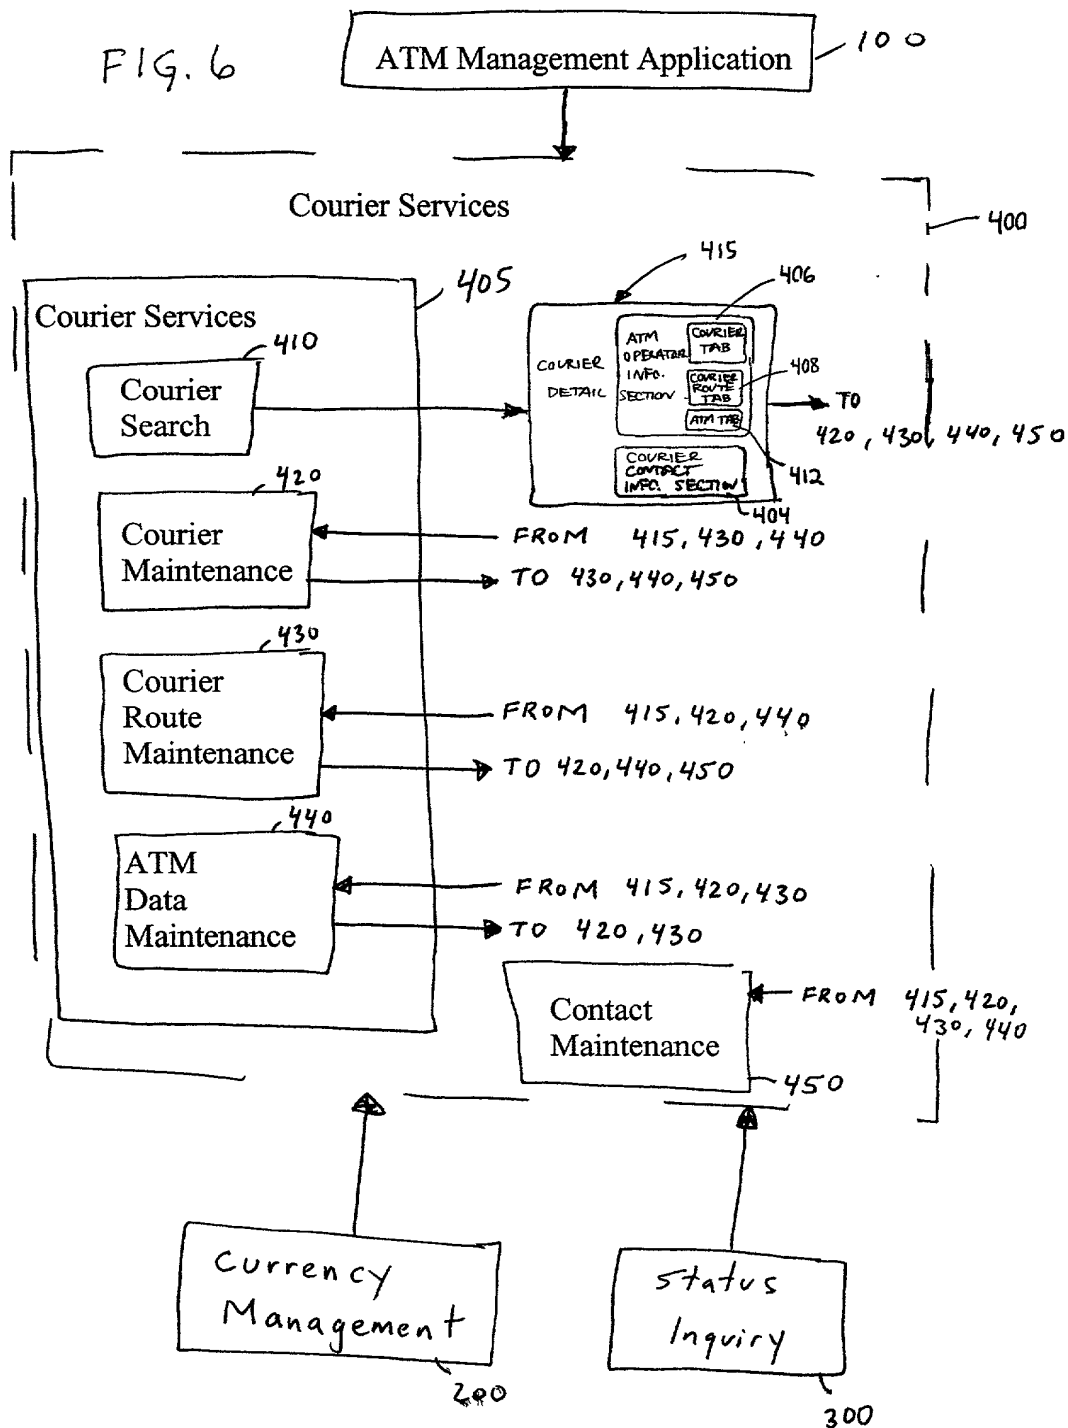 FIG. 6
ATM Management Application
100
Courier Services
400
405
Courier Services
410
Courier
Search
415
COURIER
DETAIL
ATM
OPERATOR
INFO.
SECTION
406
COURIER
TAB
408
COURIER
ROUTE
TAB
ATM TAB
412
COURIER
CONTACT
INFO. SECTION
404
TO
420, 430, 440, 450
420
Courier
Maintenance
FROM 415, 430, 440
TO 430, 440, 450
430
Courier
Route
Maintenance
FROM 415, 420, 440
TO 420, 440, 450
440
ATM
Data
Maintenance
FROM 415, 420, 430
TO 420, 430
Contact
Maintenance
450
FROM 415, 420,
430, 440
Currency
Management
200
Status
Inquiry
300